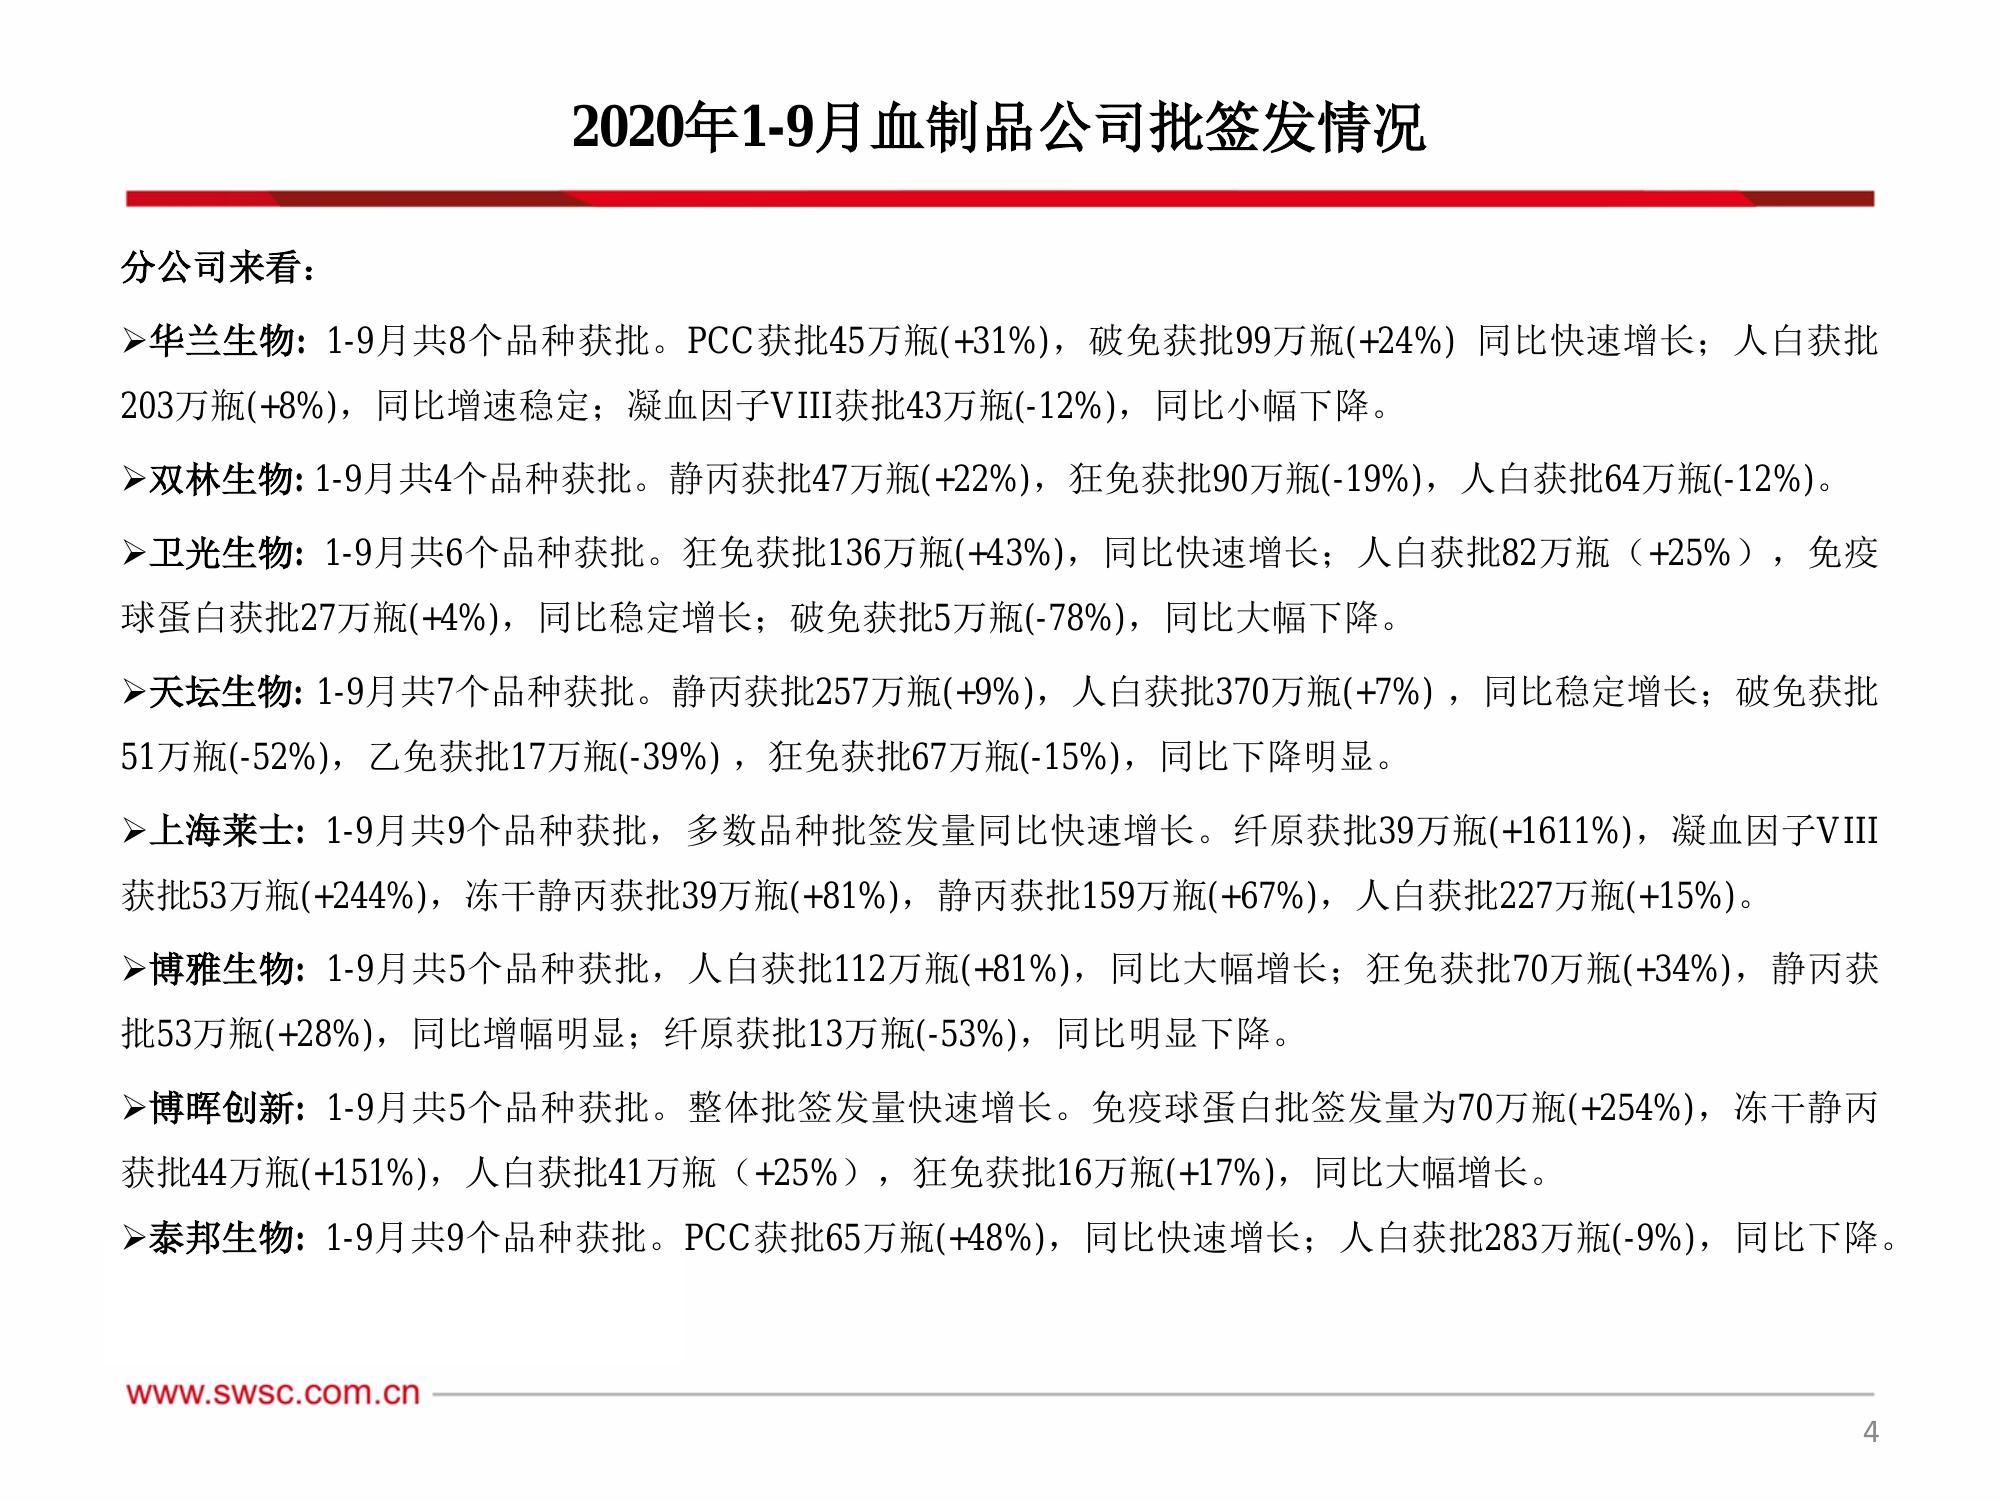 2020年1-9月血制品公司批签发情况
分公司来看：
➢华兰生物：1-9月共8个品种获批。PCC获批45万瓶(+31%)，破免获批99万瓶(+24%) 同比快速增长；人白获批
203万瓶(+8%)，同比增速稳定；凝血因子VIII获批43万瓶(-12%)，同比小幅下降。
➢双林生物: 1-9月共4个品种获批。静丙获批47万瓶(+22%)，狂免获批90万瓶(-19%)，人白获批64万瓶(-12%)。
➢卫光生物：1-9月共6个品种获批。狂免获批136万瓶(+43%)，同比快速增长；人白获批82万瓶（+25%），免疫
球蛋白获批27万瓶(+4%)，同比稳定增长；破免获批5万瓶(-78%)，同比大幅下降。
➢天坛生物: 1-9月共7个品种获批。静丙获批257万瓶(+9%)，人白获批370万瓶(+7%) ，同比稳定增长；破免获批
51万瓶(-52%)，乙免获批17万瓶(-39%) ，狂免获批67万瓶(-15%)，同比下降明显。
➢上海莱士：1-9月共9个品种获批，多数品种批签发量同比快速增长。纤原获批39万瓶(+1611%)，凝血因子VIII
获批53万瓶(+244%)，冻干静丙获批39万瓶(+81%)，静丙获批159万瓶(+67%)，人白获批227万瓶(+15%)。
➢博雅生物：1-9月共5个品种获批，人白获批112万瓶(+81%)，同比大幅增长；狂免获批70万瓶(+34%)，静丙获
批53万瓶(+28%)，同比增幅明显；纤原获批13万瓶(-53%)，同比明显下降。
➢博晖创新：1-9月共5个品种获批。整体批签发量快速增长。免疫球蛋白批签发量为70万瓶(+254%)，冻干静丙
获批44万瓶(+151%)，人白获批41万瓶（+25%），狂免获批16万瓶(+17%)，同比大幅增长。
➢泰邦生物：1-9月共9个品种获批。PCC获批65万瓶(+48%)，同比快速增长；人白获批283万瓶(-9%)，同比下降。
www.swsc.com.cn
4